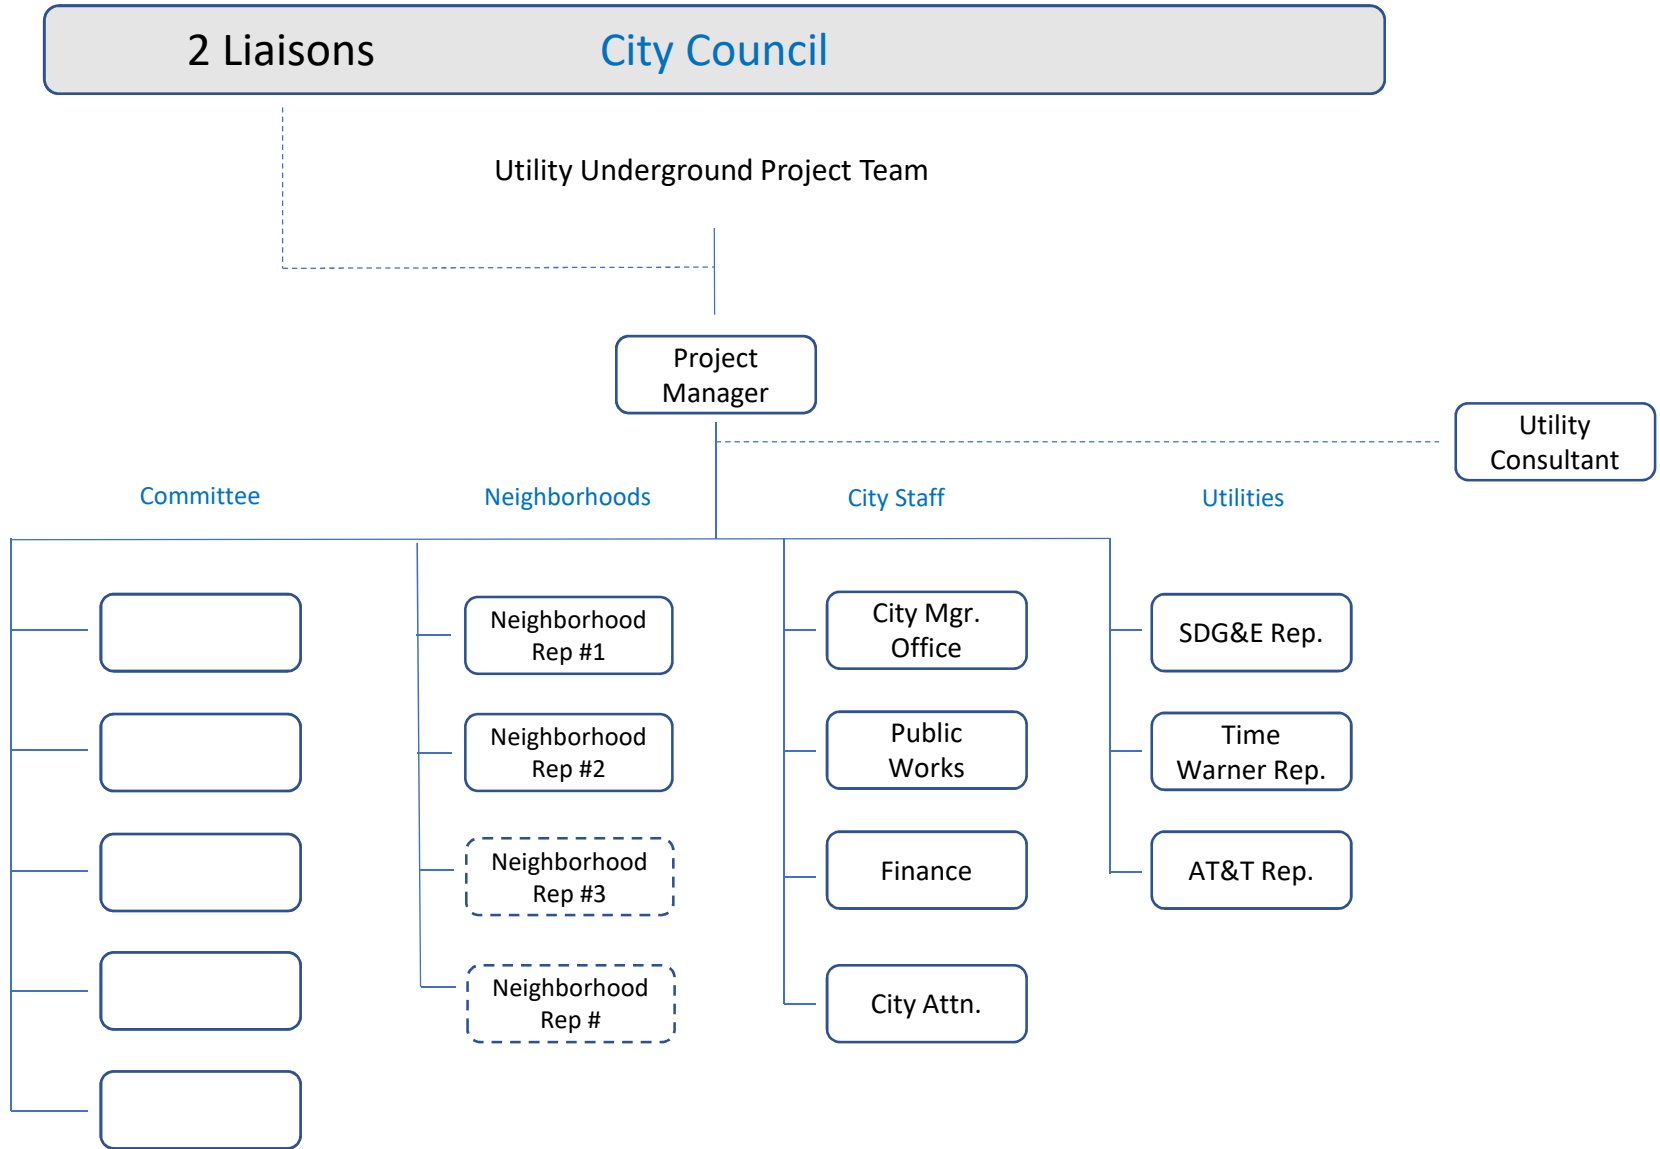 2 Liaisons City Council
Utility Underground Project Team
Project
Manager
Utility
Consultant
Committee
Neighborhoods
City Staff
Utilities
Neighborhood
Rep #1
Neighborhood
Rep #2
Neighborhood
Rep #3
Neighborhood
Rep #
City Mgr.
Office
Public
Works
Finance
City Attn.
SDG&E Rep.
Time
Warner Rep.
AT&T Rep.